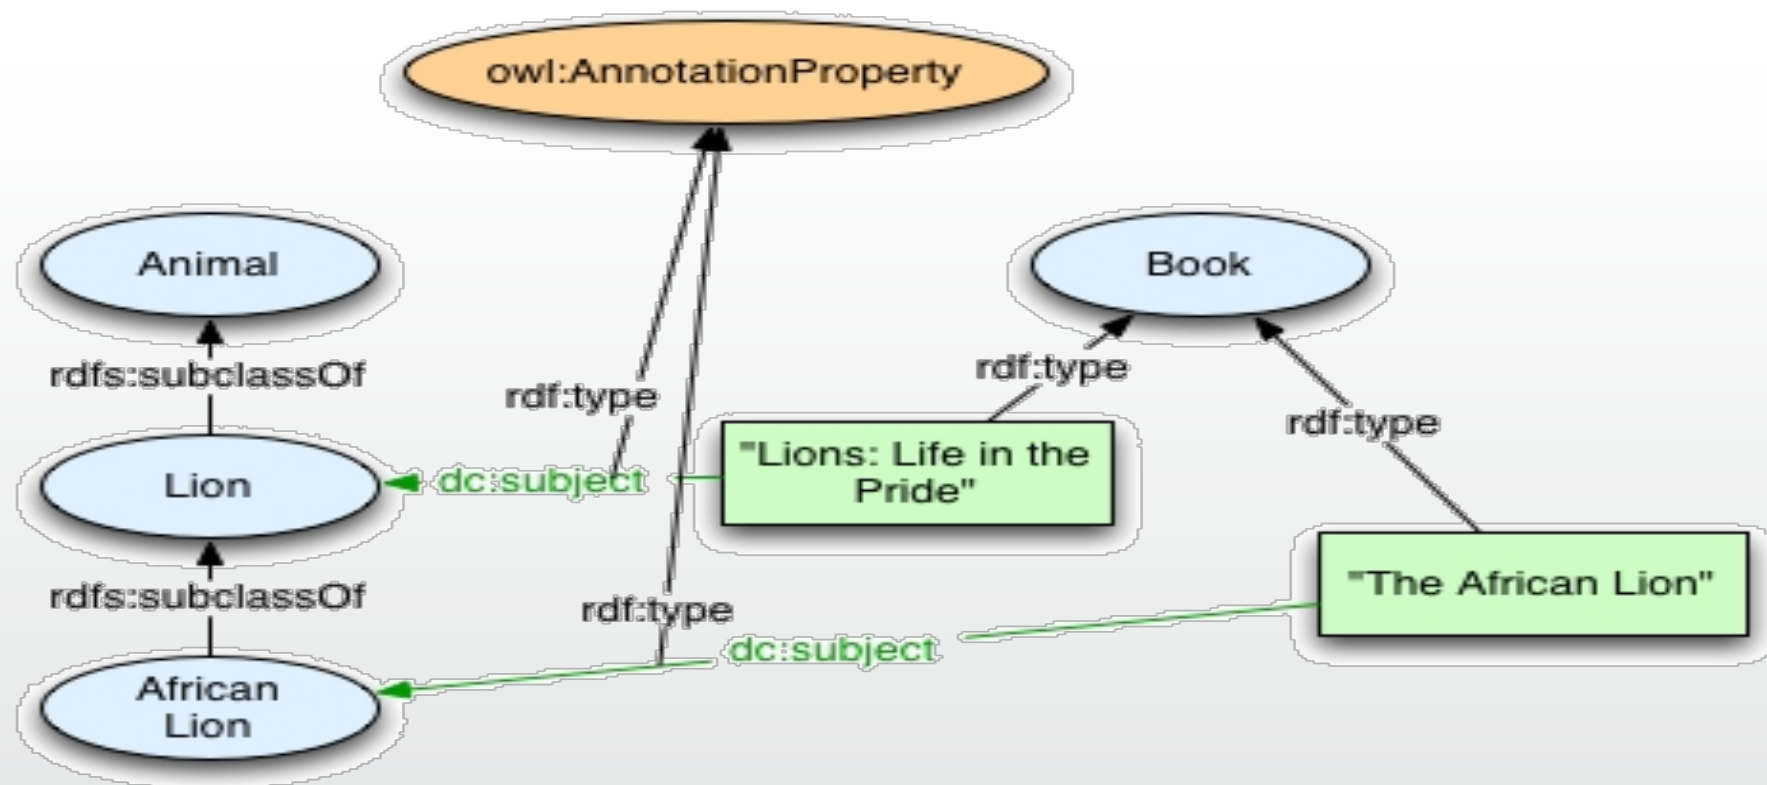 owl:AnnotationProperty
Animal
Book
rdfs:subclassOf
rdf:type
rdf:type
rdf:type
"Lions: Life in the
Pride"
Lion
dc:subject
"The African Lion"
rdfs:subclassOf
rdf:type
dc:subject
African
Lion